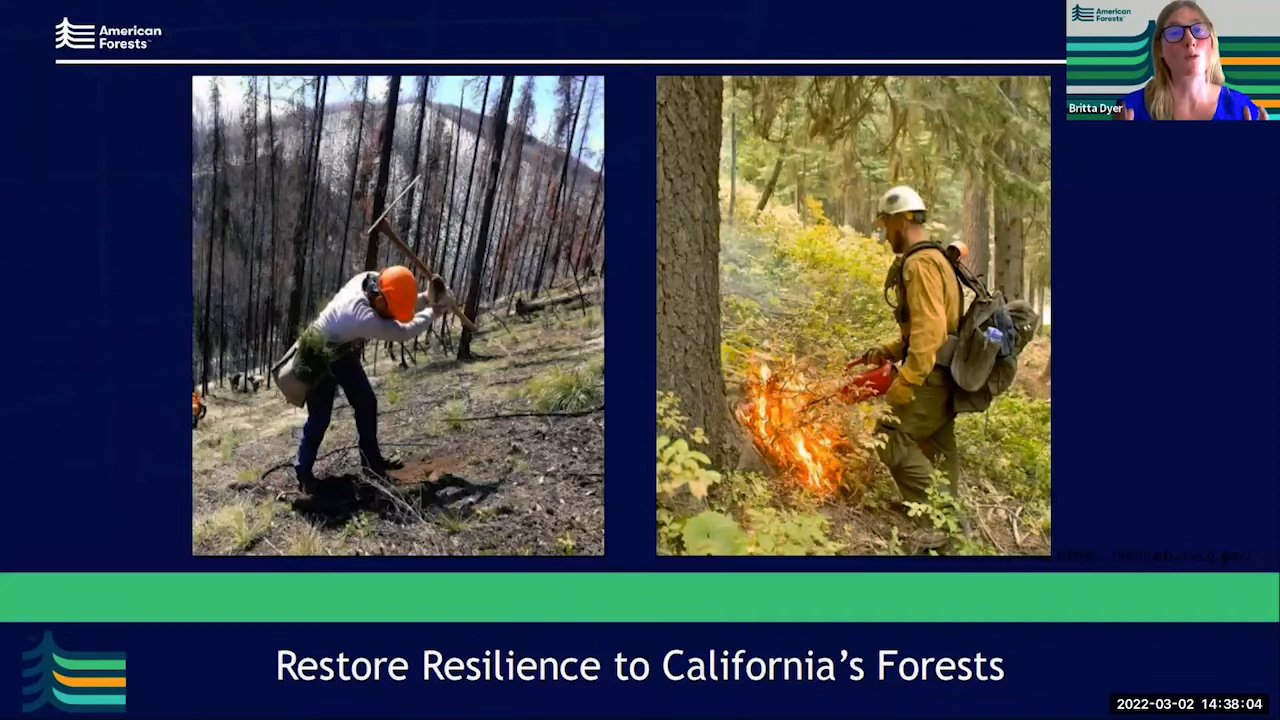 American
Forests
American
Forests
Britta Dyer
Restore Resilience to California's Forests
2022-03-02 14:38:04